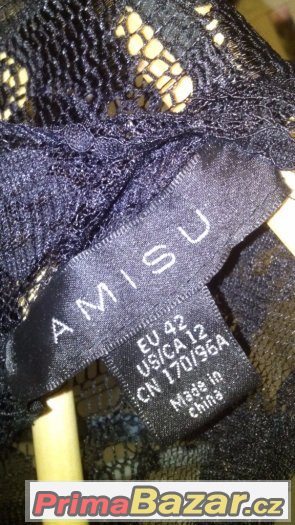 AMISU
EU 42
US/CA 12
CN 170/96A
Made in
china
PrimaBazar.cz